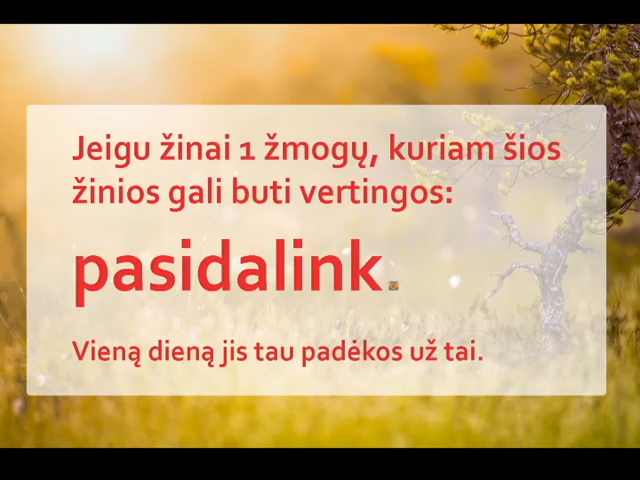 Jeigu žinai 1 žmogų, kuriam šios
žinios gali buti vertingos:
pasidalink.
Vieną dieną jis tau padėkos už tai.